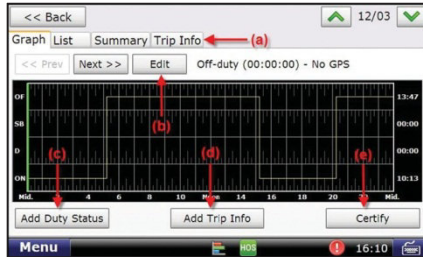 << Back 12/03
Graph List Summary Trip Info (a)
<< Prev Next >> Edit Off-duty (00:00:00) - No GPS
(b)
OF 13:47
SB 00:00
D 00:00
ON 10:13
(c) (d) (e)
Mid. 4 6 8 10 14 16 18 20 Mid.
Add Duty Status Add Trip Info Certify
Menu HOS 16:10